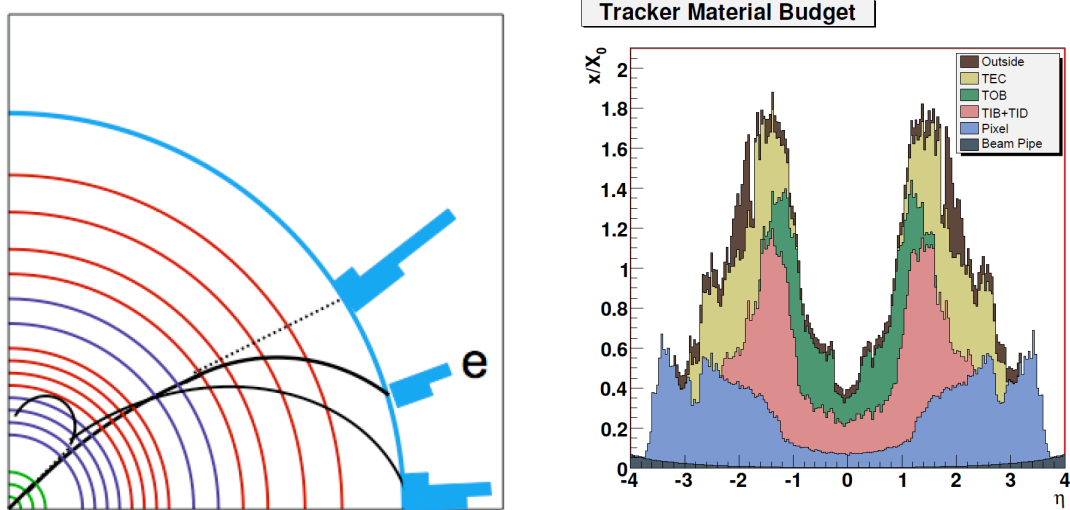 e
Tracker Material Budget
x/X0
2
1.8
1.6
1.4
1.2
1
0.8
0.6
0.4
0.2
0
Outside
TEC
TOB
TIB+TID
Pixel
Beam Pipe
-4 -3 -2 -1 0 1 2 3 4
η